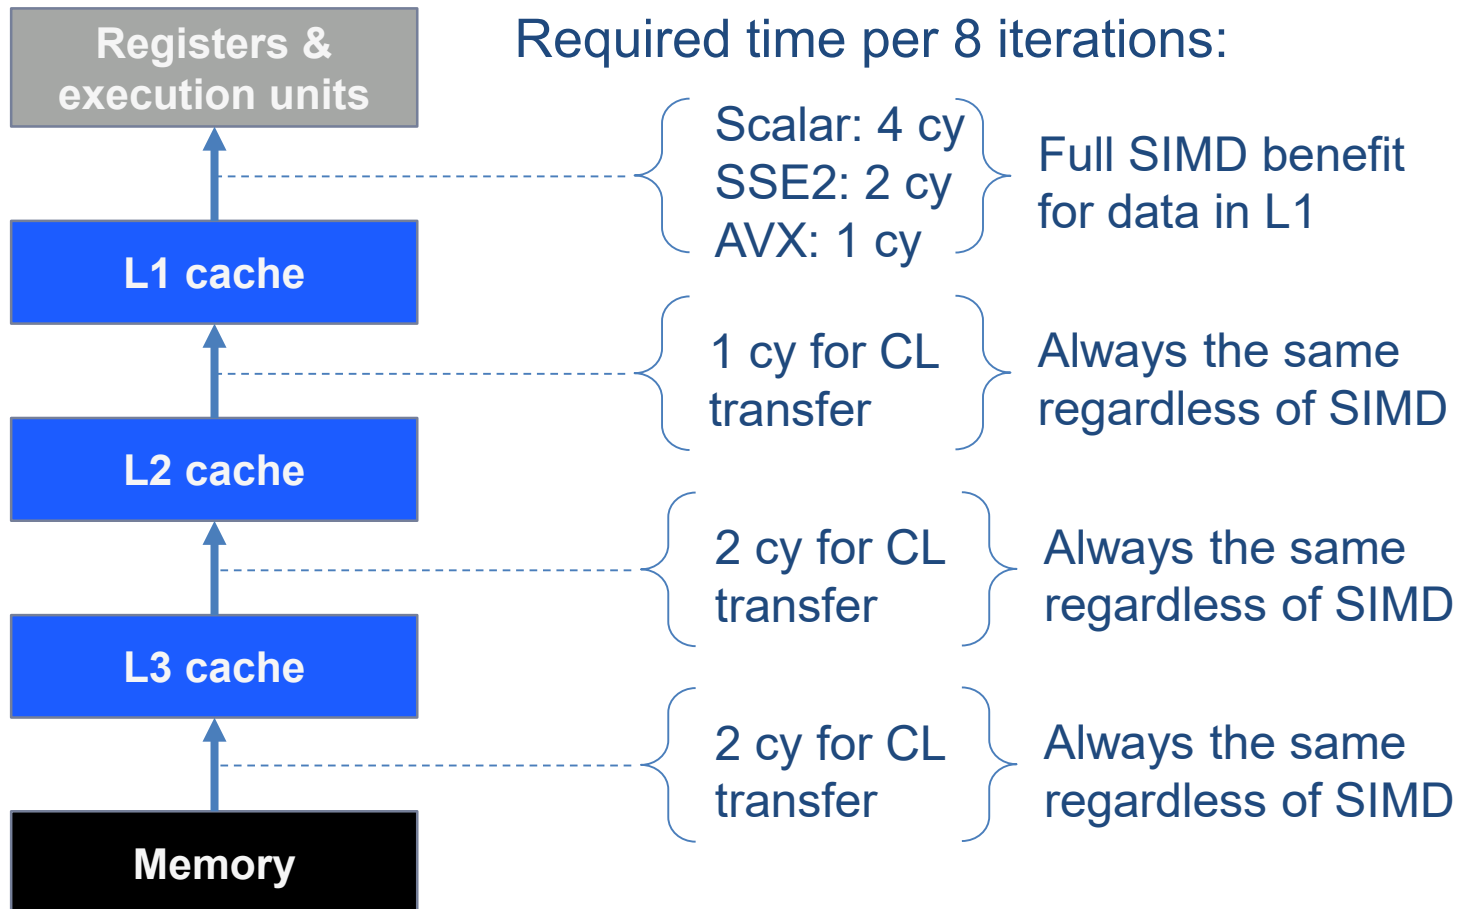 Required time per 8 iterations:
Registers &
execution units
Scalar: 4 cy
SSE2: 2 cy
AVX: 1 cy
Full SIMD benefit
for data in L1
L1 cache
1 cy for CL
transfer
Always the same
regardless of SIMD
L2 cache
2 cy for CL
transfer
Always the same
regardless of SIMD
L3 cache
2 cy for CL
transfer
Always the same
regardless of SIMD
Memory